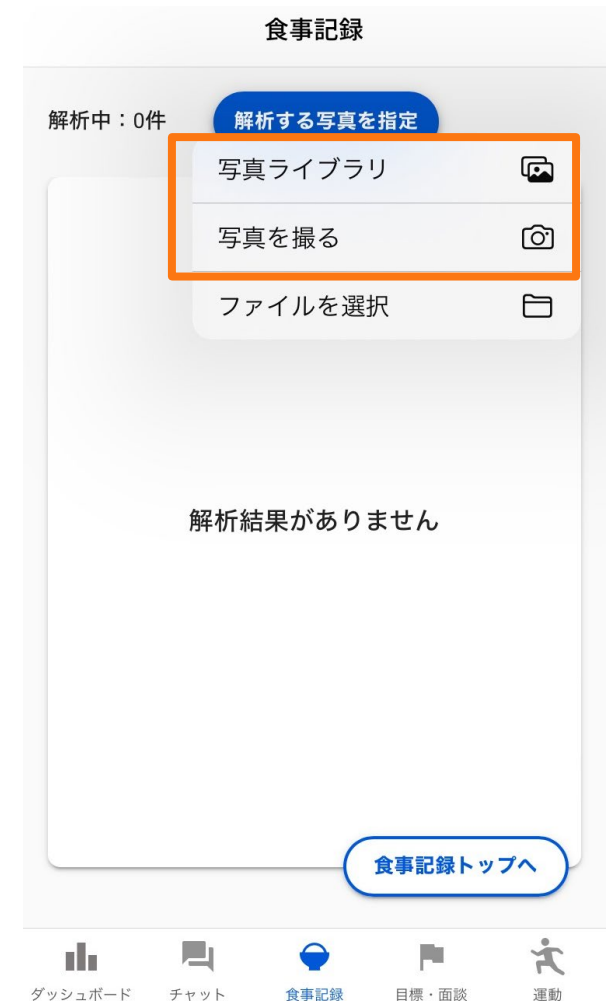 食事記録
解析中：0件
解析する写真を指定
写真ライブラリ
写真を撮る
ファイルを選択
解析結果がありません
食事記録トップへ
ダッシュボード
チャット
食事記録
目標・面談
運動